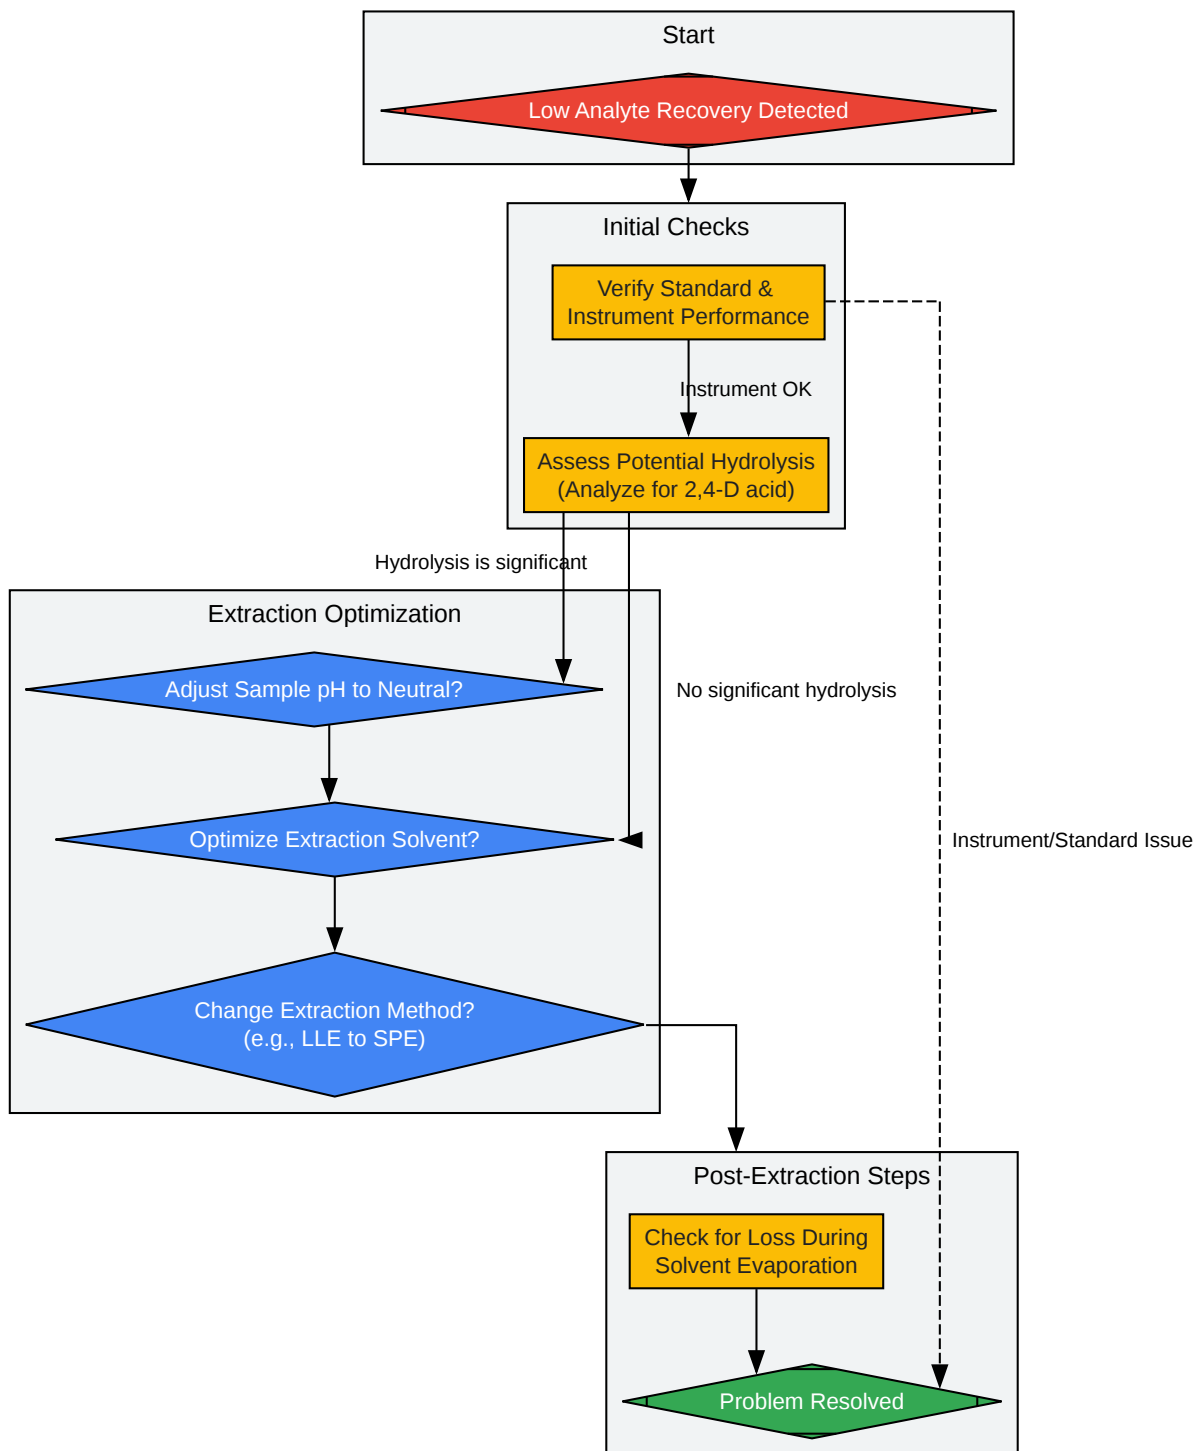 Start
Low Analyte Recovery Detected
Initial Checks
Verify Standard &
Instrument Performance
Instrument OK
Assess Potential Hydrolysis
(Analyze for 2,4-D acid)
Hydrolysis is significant
Extraction Optimization
Adjust Sample pH to Neutral?
No significant hydrolysis
Optimize Extraction Solvent?
Instrument/Standard Issue
Change Extraction Method?
(e.g., LLE to SPE)
Post-Extraction Steps
Check for Loss During
Solvent Evaporation
Problem Resolved